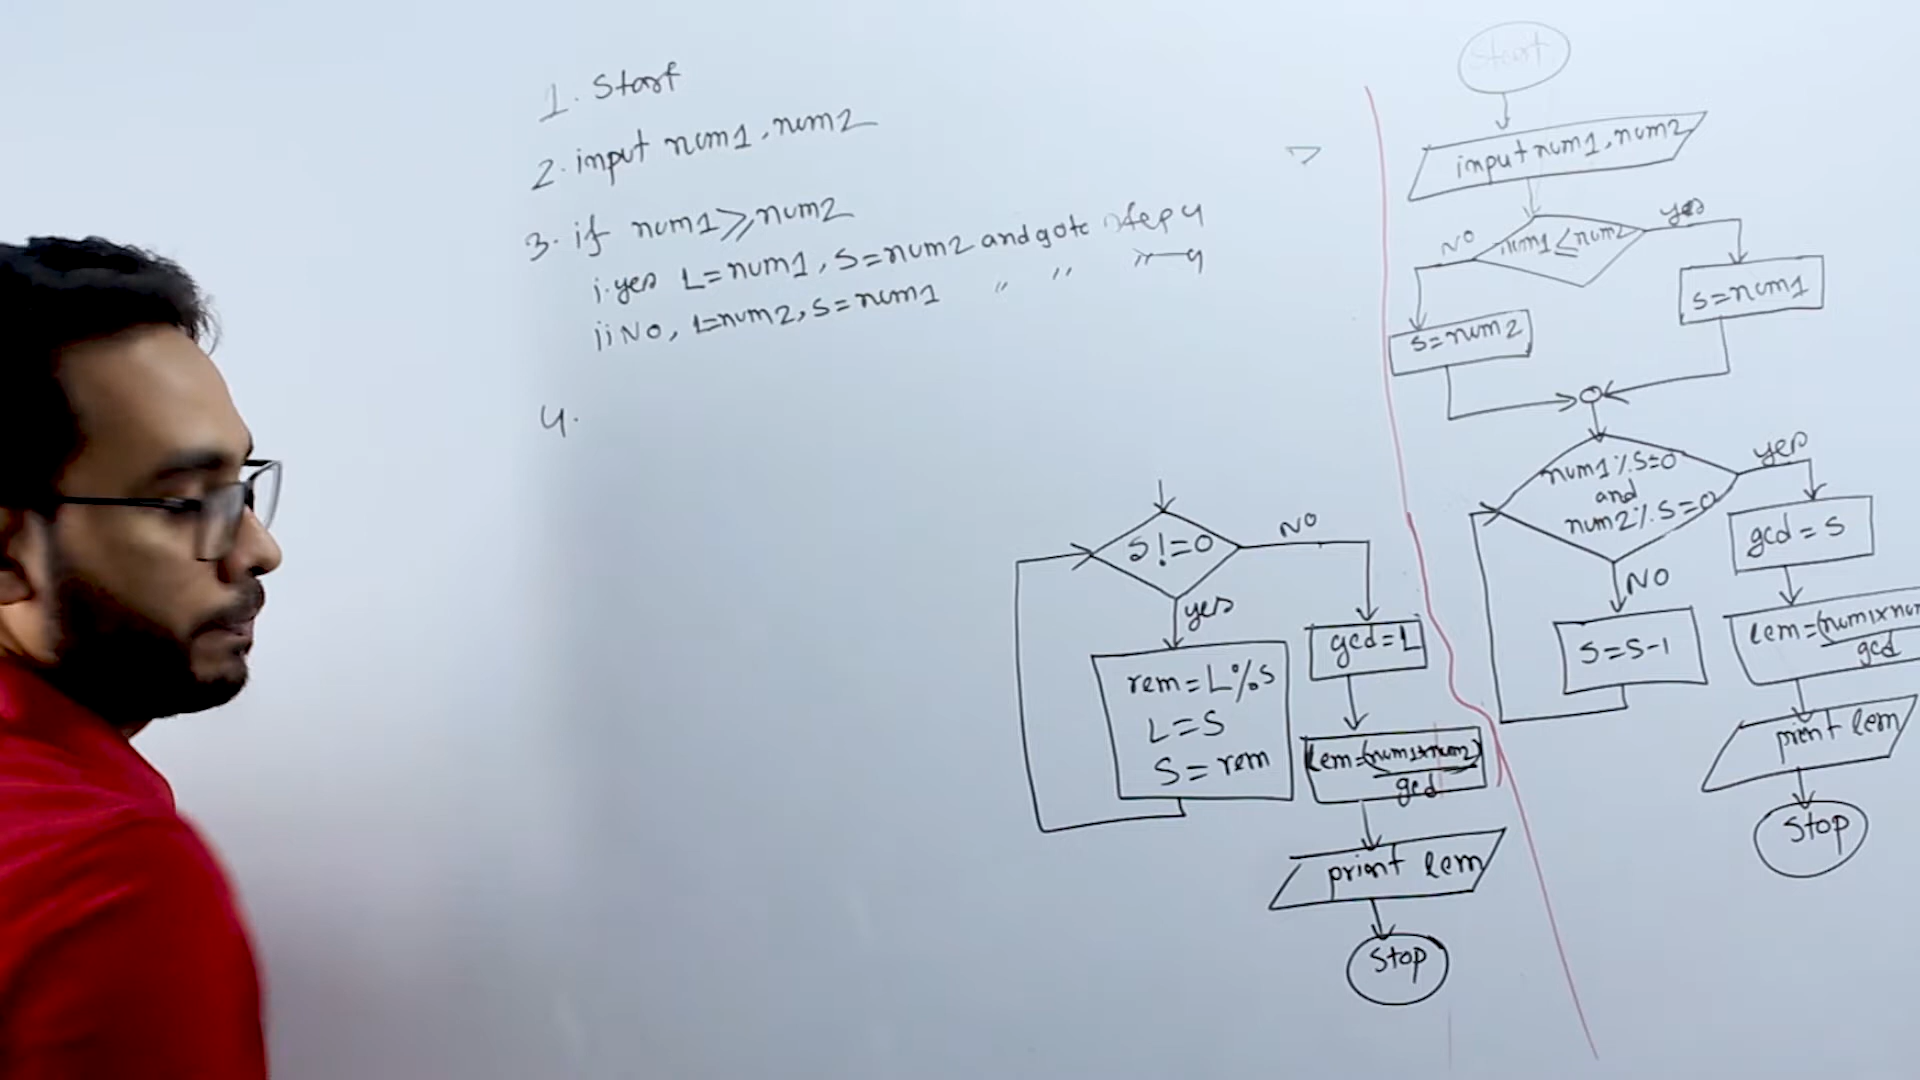 1. Start
2. input num1, num2
3. if num1 ≥ num2
i. yes L=num1, S=num2 and goto step 4
ii No, L=num2, S=num1 " " " 4
4.
S!=0
No
yes
rem = L%S
L=S
S=rem
gcd=L
lcm=(num1*num2)
gcd
print lcm
Stop
Start
input num1, num2
num1 ≤ num2
NO
yes
S=num2
S=num1
num1%S=0
and
num2%S=0
yes
NO
S=S-1
gcd=S
lcm=(num1×num
gcd
print lcm
Stop